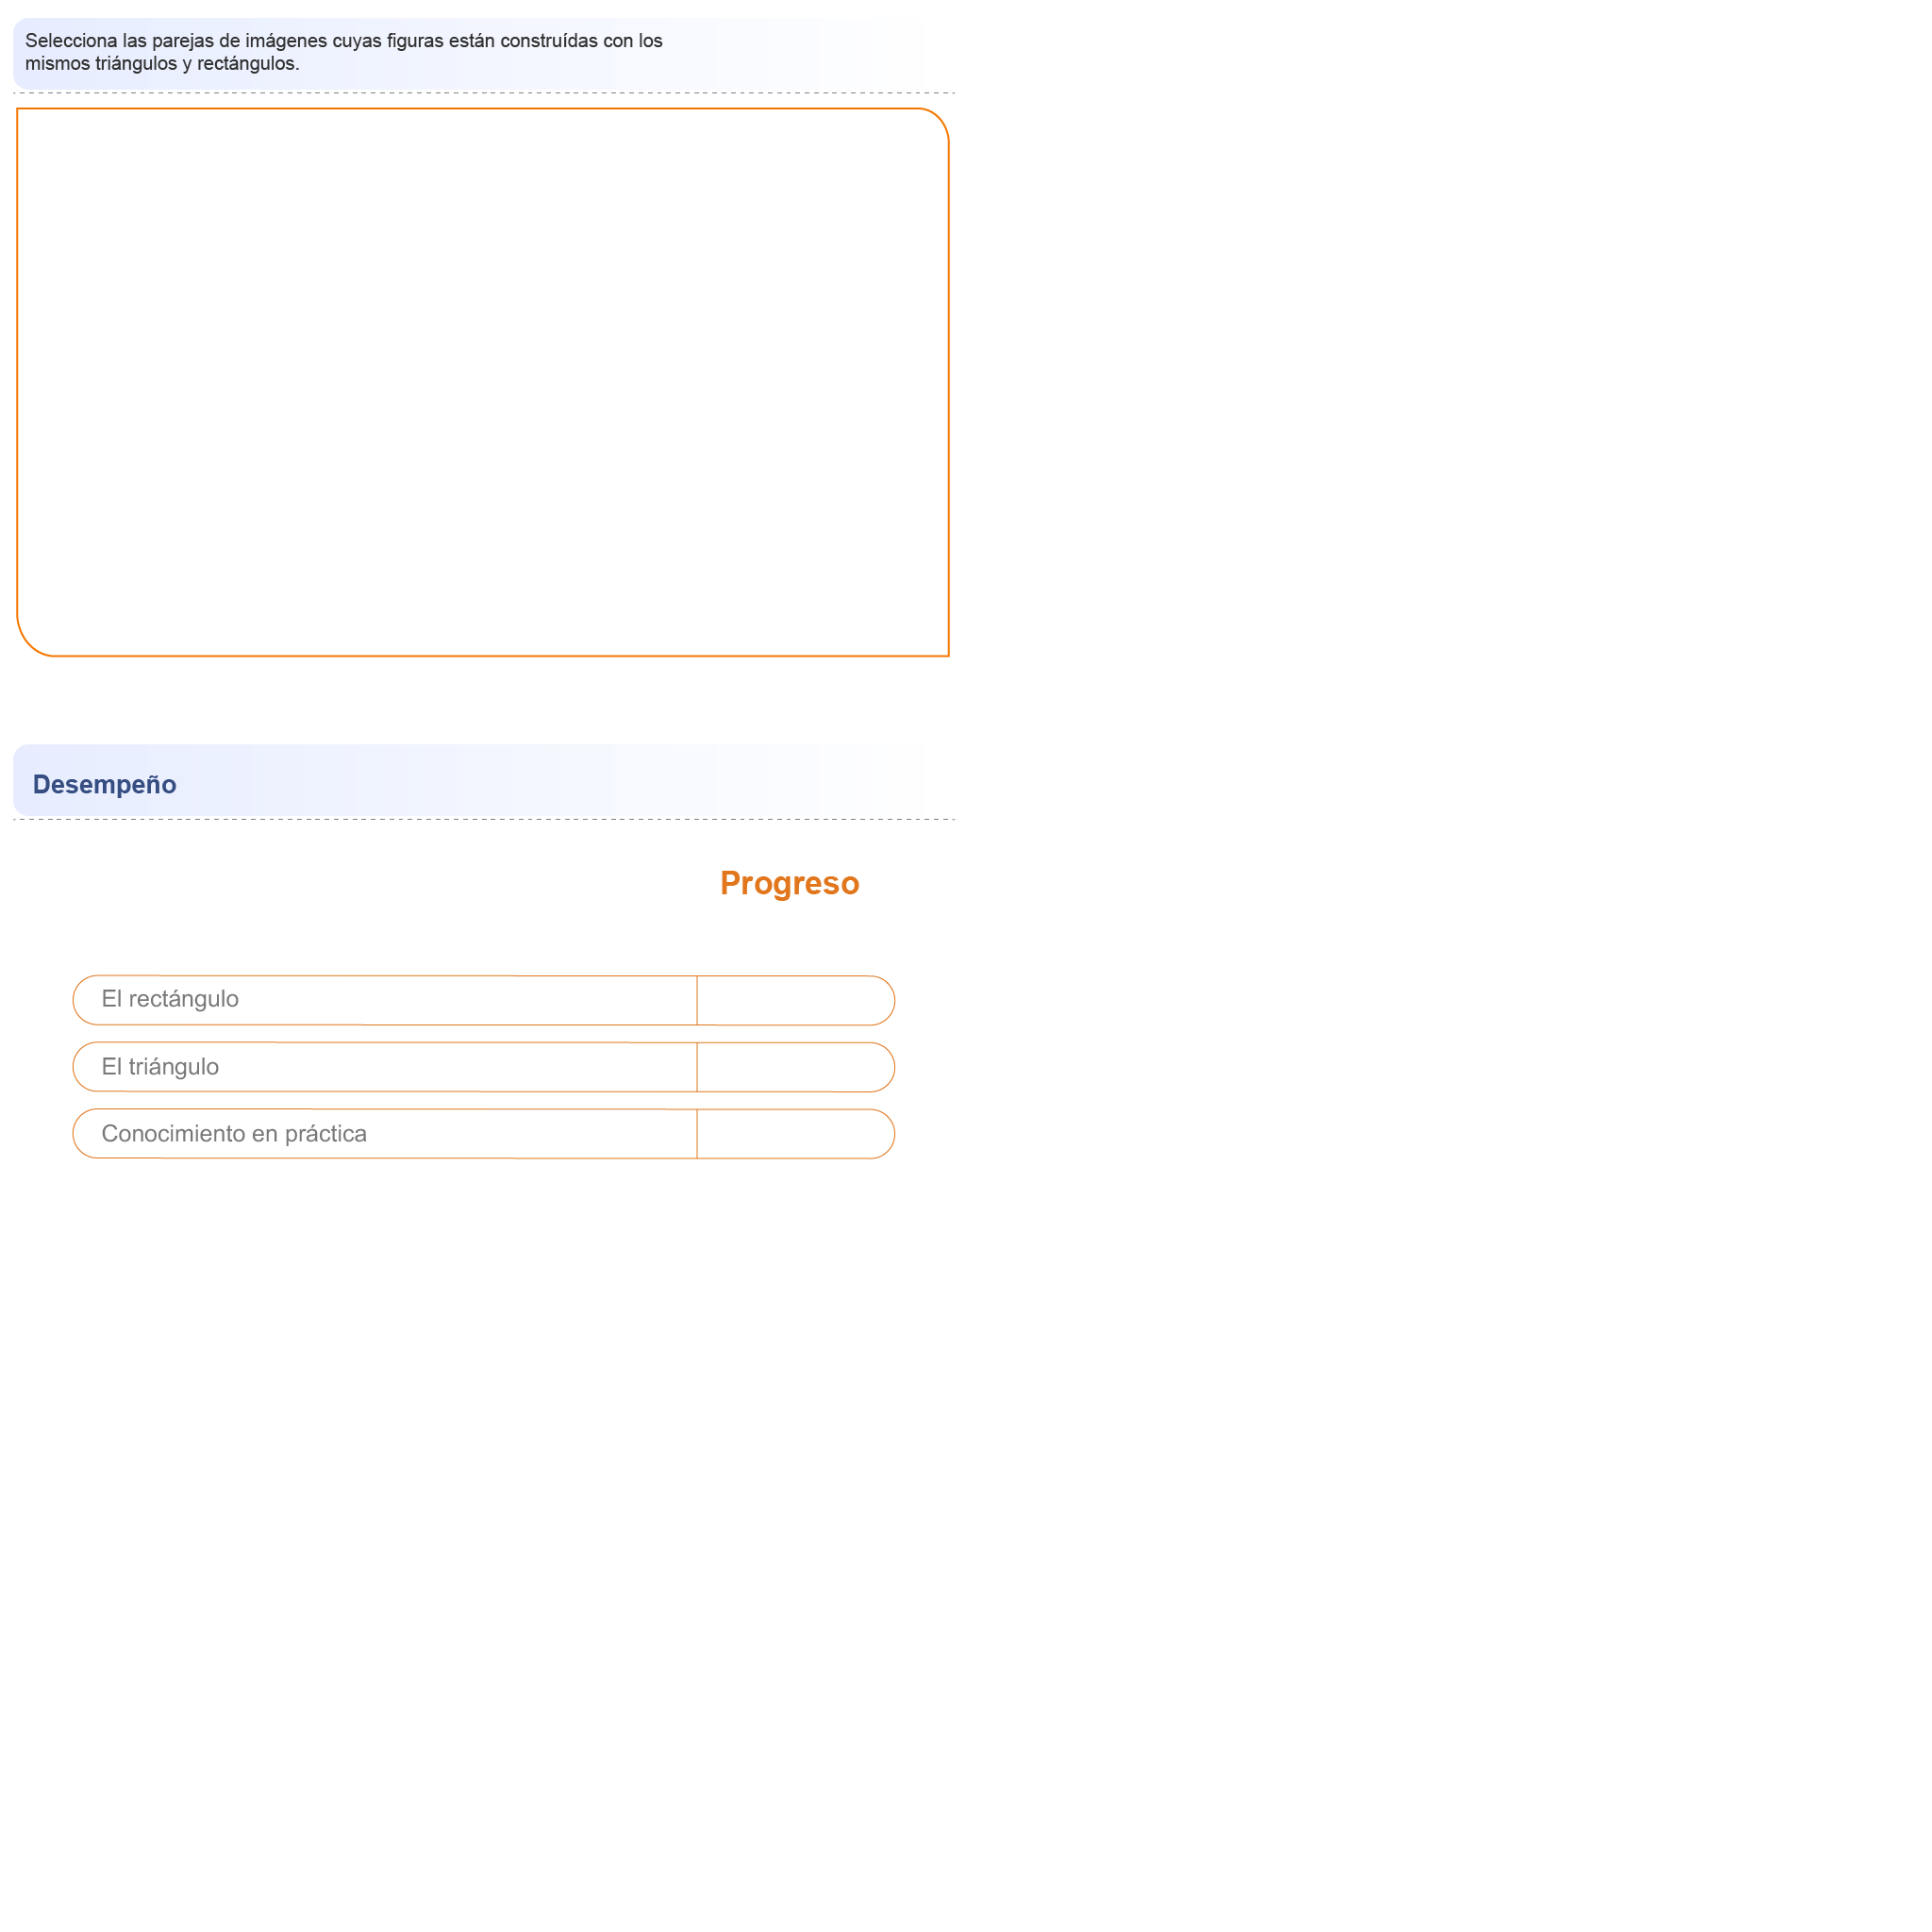 Selecciona las parejas de imágenes cuyas figuras están construídas con los
mismos triángulos y rectángulos.
Desempeño
Progreso
El rectángulo
El triángulo
Conocimiento en práctica